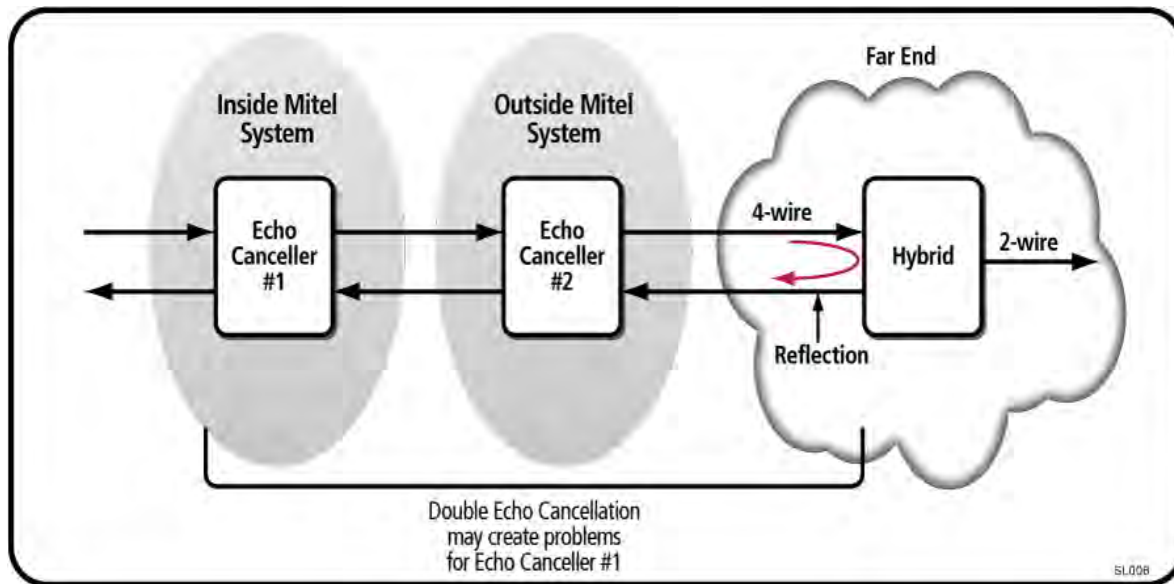 Far End
Inside Mitel
System
Outside Mitel
System
Echo
Canceller
#1
Echo
Canceller
#2
4-wire
Hybrid
2-wire
Reflection
Double Echo Cancellation
may create problems
for Echo Canceller #1
SL008